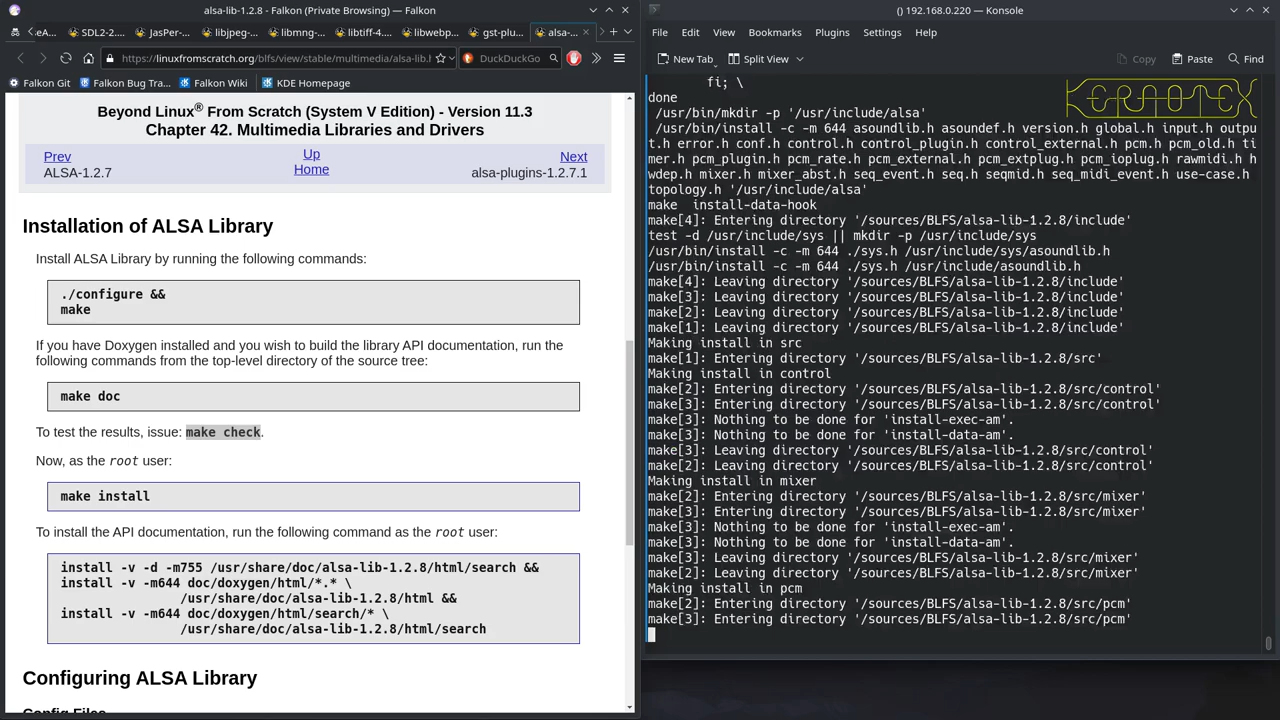 alsa-lib-1.2.8 - Falkon (Private Browsing) — Falkon
eA...
SDL2-2....
JasPer-...
libjpeg-...
libmng-...
libtiff-4....
libwebp...
gst-plu...
alsa-...
https://linuxfromscratch.org/blfs/view/stable/multimedia/alsa-lib.h
DuckDuckGo
Falkon Git
Falkon Bug Tra...
Falkon Wiki
KDE Homepage
Beyond Linux® From Scratch (System V Edition) - Version 11.3
Chapter 42. Multimedia Libraries and Drivers
Prev
ALSA-1.2.7
Up
Home
Next
alsa-plugins-1.2.7.1
Installation of ALSA Library
Install ALSA Library by running the following commands:
./configure &&
make
If you have Doxygen installed and you wish to build the library API documentation, run the
following commands from the top-level directory of the source tree:
make doc
To test the results, issue: make check.
Now, as the root user:
make install
To install the API documentation, run the following command as the root user:
install -v -d -m755 /usr/share/doc/alsa-lib-1.2.8/html/search &&
install -v -m644 doc/doxygen/html/*.* \
/usr/share/doc/alsa-lib-1.2.8/html &&
install -v -m644 doc/doxygen/html/search/* \
/usr/share/doc/alsa-lib-1.2.8/html/search
Configuring ALSA Library
Config Files
() 192.168.0.220 — Konsole
File Edit View Bookmarks Plugins Settings Help
New Tab
Split View
Copy
Paste
Find
fi; \
done
/usr/bin/mkdir -p '/usr/include/alsa'
/usr/bin/install -c -m 644 asoundlib.h asoundef.h version.h global.h input.h outpu
t.h error.h conf.h control.h control_plugin.h control_external.h pcm.h pcm_old.h ti
mer.h pcm_plugin.h pcm_rate.h pcm_external.h pcm_extplug.h pcm_ioplug.h rawmidi.h h
wdep.h mixer.h mixer_abst.h seq_event.h seq.h seqmid.h seq_midi_event.h use-case.h
topology.h '/usr/include/alsa'
make  install-data-hook
make[4]: Entering directory '/sources/BLFS/alsa-lib-1.2.8/include'
test -d /usr/include/sys || mkdir -p /usr/include/sys
/usr/bin/install -c -m 644 ./sys.h /usr/include/sys/asoundlib.h
/usr/bin/install -c -m 644 ./sys.h /usr/include/asoundlib.h
make[4]: Leaving directory '/sources/BLFS/alsa-lib-1.2.8/include'
make[3]: Leaving directory '/sources/BLFS/alsa-lib-1.2.8/include'
make[2]: Leaving directory '/sources/BLFS/alsa-lib-1.2.8/include'
make[1]: Leaving directory '/sources/BLFS/alsa-lib-1.2.8/include'
Making install in src
make[1]: Entering directory '/sources/BLFS/alsa-lib-1.2.8/src'
Making install in control
make[2]: Entering directory '/sources/BLFS/alsa-lib-1.2.8/src/control'
make[3]: Entering directory '/sources/BLFS/alsa-lib-1.2.8/src/control'
make[3]: Nothing to be done for 'install-exec-am'.
make[3]: Nothing to be done for 'install-data-am'.
make[3]: Leaving directory '/sources/BLFS/alsa-lib-1.2.8/src/control'
make[2]: Leaving directory '/sources/BLFS/alsa-lib-1.2.8/src/control'
Making install in mixer
make[2]: Entering directory '/sources/BLFS/alsa-lib-1.2.8/src/mixer'
make[3]: Entering directory '/sources/BLFS/alsa-lib-1.2.8/src/mixer'
make[3]: Nothing to be done for 'install-exec-am'.
make[3]: Nothing to be done for 'install-data-am'.
make[3]: Leaving directory '/sources/BLFS/alsa-lib-1.2.8/src/mixer'
make[2]: Leaving directory '/sources/BLFS/alsa-lib-1.2.8/src/mixer'
Making install in pcm
make[2]: Entering directory '/sources/BLFS/alsa-lib-1.2.8/src/pcm'
make[3]: Entering directory '/sources/BLFS/alsa-lib-1.2.8/src/pcm'